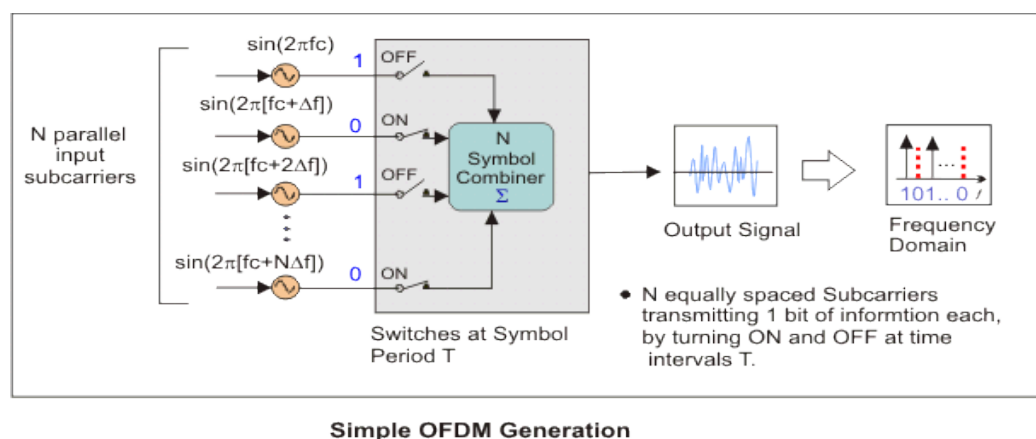 sin(2πfc)
1
OFF
sin(2π[fc+Δf])
0
ON
N parallel
input
subcarriers
sin(2π[fc+2Δf])
1
OFF
sin(2π[fc+NΔf])
0
ON
N
Symbol
Combiner
Σ
Switches at Symbol
Period T
Output Signal
...
101.. 0 f
Frequency
Domain
• N equally spaced Subcarriers
transmitting 1 bit of informtion each,
by turning ON and OFF at time
intervals T.
Simple OFDM Generation